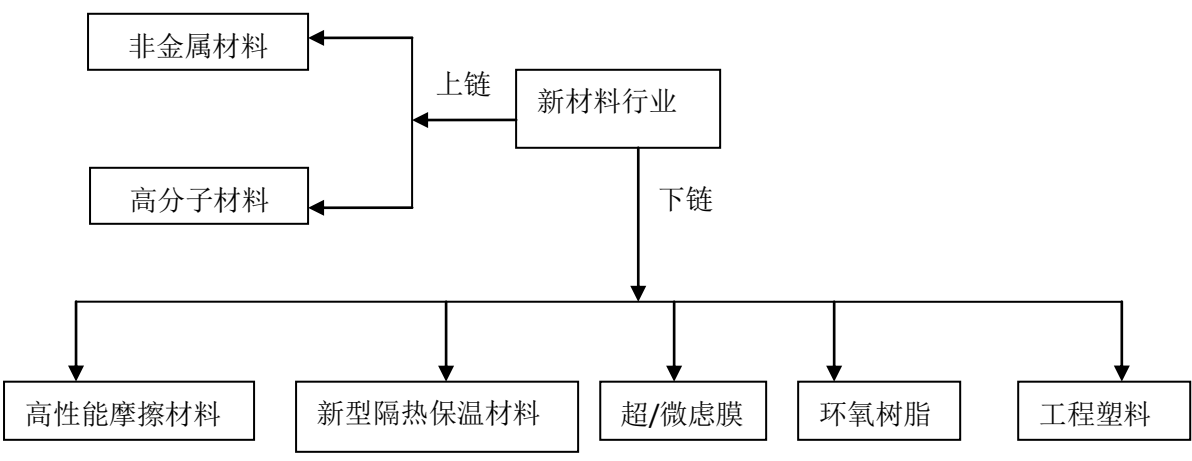 非金属材料
上链
新材料行业
高分子材料
下链
高性能摩擦材料
新型隔热保温材料
超/微虑膜
环氧树脂
工程塑料